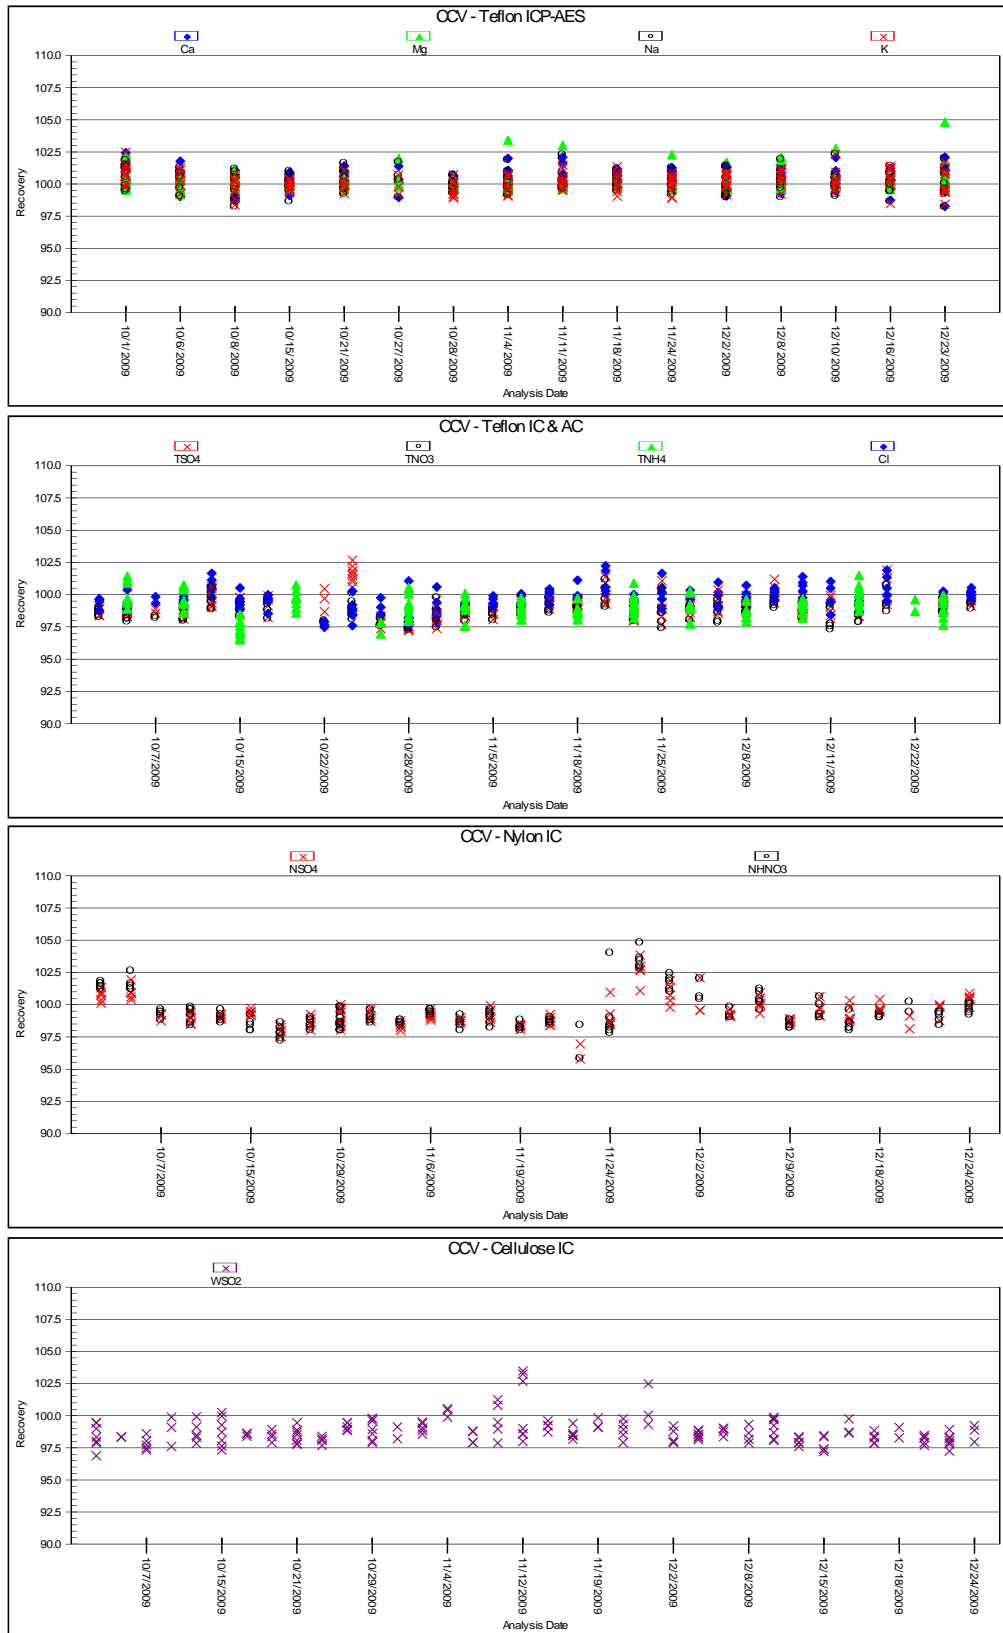 CCV - Teflon ICP-AES
Ca Mg Na K
110.0
107.5
105.0
102.5
100.0
97.5
95.0
92.5
90.0
Recovery
10/1/2009 10/6/2009 10/8/2009 10/15/2009 10/21/2009 10/27/2009 10/28/2009 11/4/2009 11/11/2009 11/18/2009 11/24/2009 12/2/2009 12/8/2009 12/10/2009 12/16/2009 12/23/2009
Analysis Date
CCV - Teflon IC & AC
TSO4 TNO3 TNH4 Cl
110.0
107.5
105.0
102.5
100.0
97.5
95.0
92.5
90.0
Recovery
10/7/2009 10/15/2009 10/22/2009 10/28/2009 11/5/2009 11/18/2009 11/25/2009 12/8/2009 12/11/2009 12/22/2009
Analysis Date
CCV - Nylon IC
NSO4 NHNO3
110.0
107.5
105.0
102.5
100.0
97.5
95.0
92.5
90.0
Recovery
10/7/2009 10/15/2009 10/29/2009 11/6/2009 11/19/2009 11/24/2009 12/2/2009 12/9/2009 12/18/2009 12/24/2009
Analysis Date
CCV - Cellulose IC
WSO2
110.0
107.5
105.0
102.5
100.0
97.5
95.0
92.5
90.0
Recovery
10/7/2009 10/15/2009 10/21/2009 10/29/2009 11/4/2009 11/12/2009 11/19/2009 12/2/2009 12/8/2009 12/15/2009 12/18/2009 12/24/2009
Analysis Date